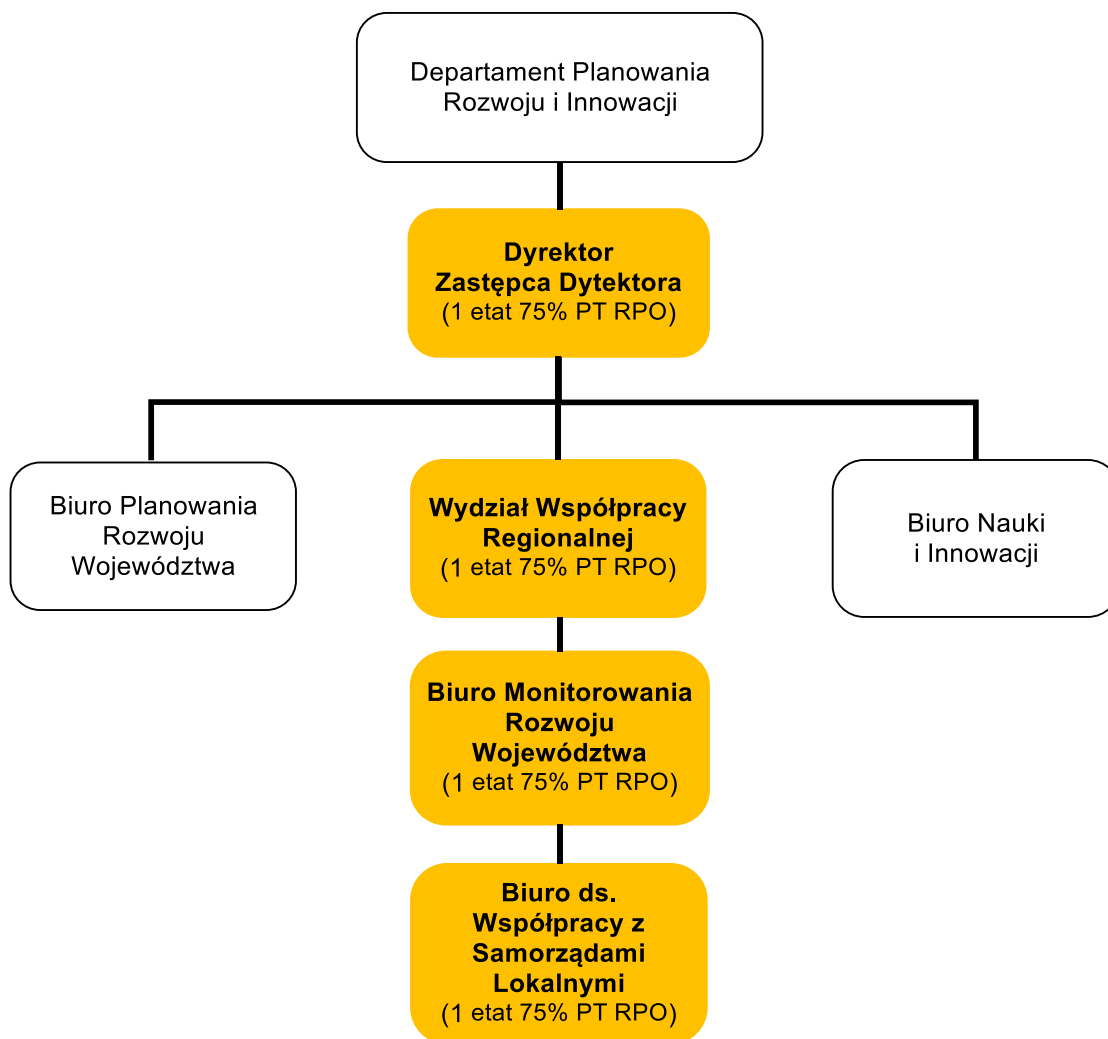 Departament Planowania
Rozwoju i Innowacji
Dyrektor
Zastępca Dytektora
(1 etat 75% PT RPO)
Biuro Planowania
Rozwoju
Województwa
Wydział Współpracy
Regionalnej
(1 etat 75% PT RPO)
Biuro Nauki
i Innowacji
Biuro Monitorowania
Rozwoju
Województwa
(1 etat 75% PT RPO)
Biuro ds.
Współpracy z
Samorządami
Lokalnymi
(1 etat 75% PT RPO)